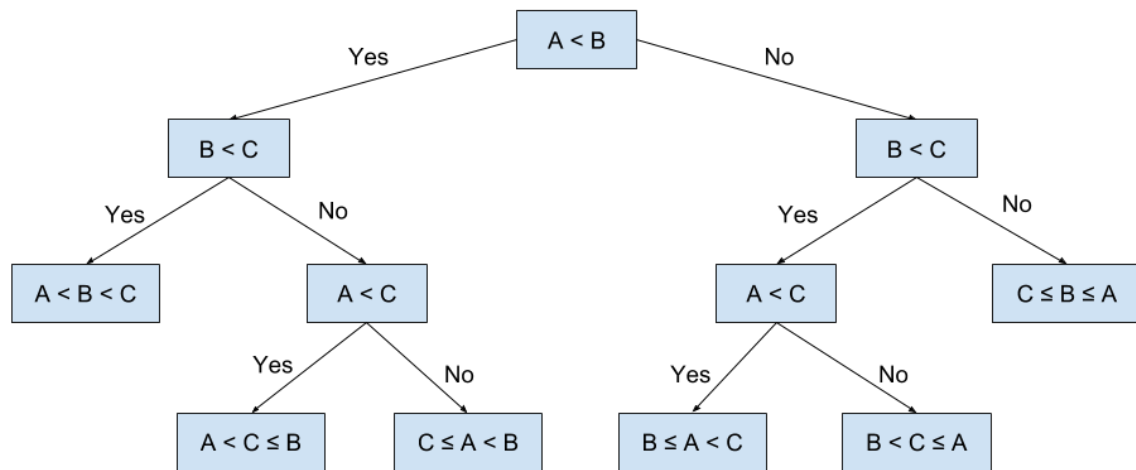 A < B
Yes
No
B < C
B < C
Yes
No
Yes
No
A < B < C
A < C
A < C
C ≤ B ≤ A
Yes
No
Yes
No
A < C ≤ B
C ≤ A < B
B ≤ A < C
B < C ≤ A